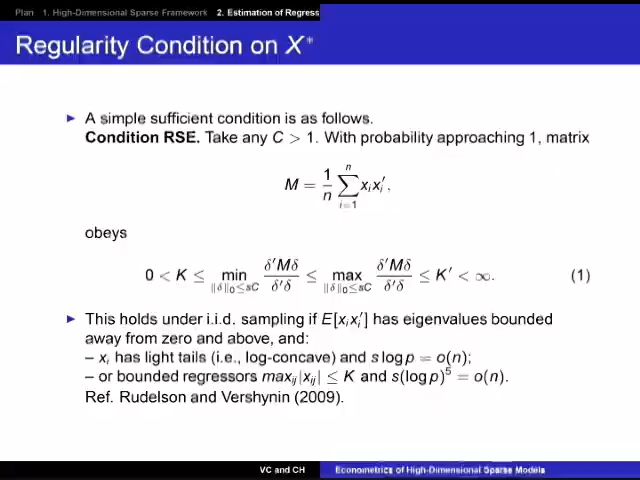 Plan 1. High-Dimensional Sparse Framework 2. Estimation of Regress
Regularity Condition on X*
► A simple sufficient condition is as follows.
Condition RSE. Take any C > 1. With probability approaching 1, matrix
M = \frac{1}{n} \sum_{i=1}^{n} x_i x_i′,
obeys
0 < K ≤ \min_{‖δ‖_0≤sC} \frac{δ′Mδ}{δ′δ} ≤ \max_{‖δ‖_0≤sC} \frac{δ′Mδ}{δ′δ} ≤ K′ < ∞. (1)
► This holds under i.i.d. sampling if E[x_i x_i′] has eigenvalues bounded
away from zero and above, and:
– x_i has light tails (i.e., log-concave) and s log p = o(n);
– or bounded regressors max_{ij} |x_{ij}| ≤ K and s(log p)^5 = o(n).
Ref. Rudelson and Vershynin (2009).
VC and CH Econometrics of High-Dimensional Sparse Models